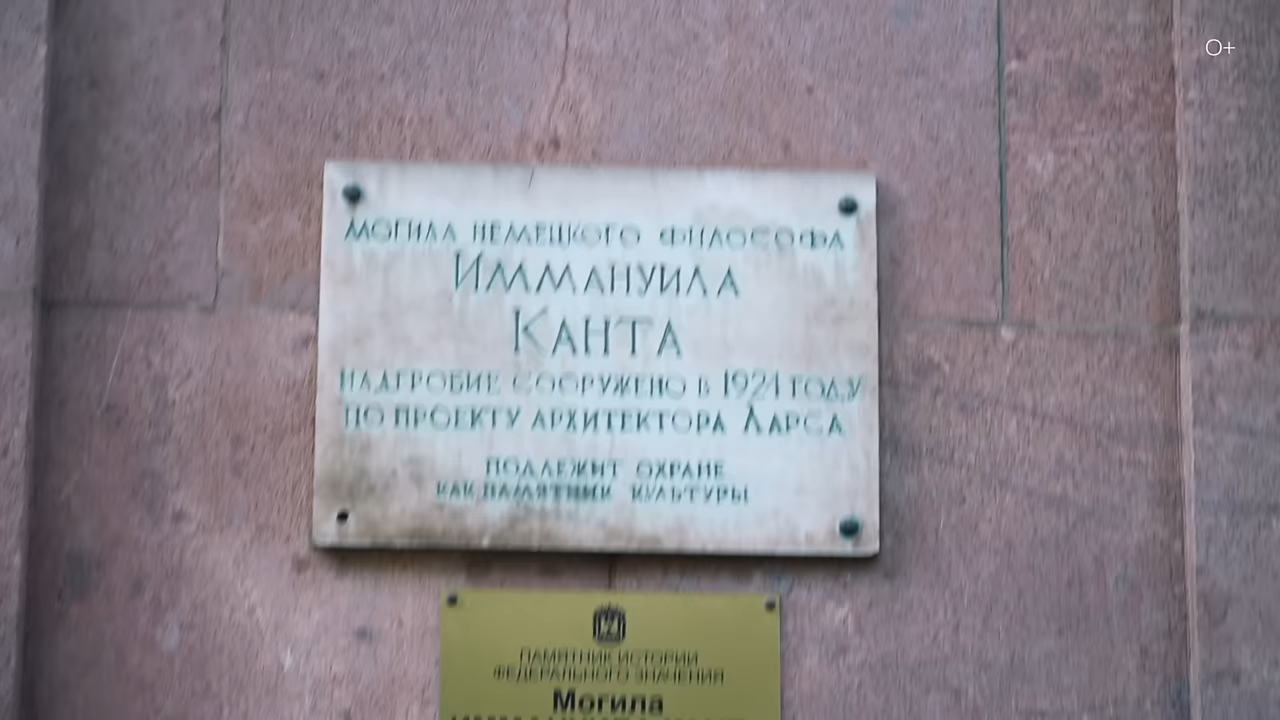 0+
МОГИЛА НЕМЕЦКОГО ФИЛОСОФА
ИММАНУИЛА
КАНТА
НАДГРОБИЕ СООРУЖЕНО В 1924 ГОДУ
ПО ПРОЕКТУ АРХИТЕКТОРА ЛАРСА
ПОДЛЕЖИТ ОХРАНЕ
КАК ПАМЯТНИК КУЛЬТУРЫ
ПАМЯТНИК ИСТОРИИ
ФЕДЕРАЛЬНОГО ЗНАЧЕНИЯ
Могила